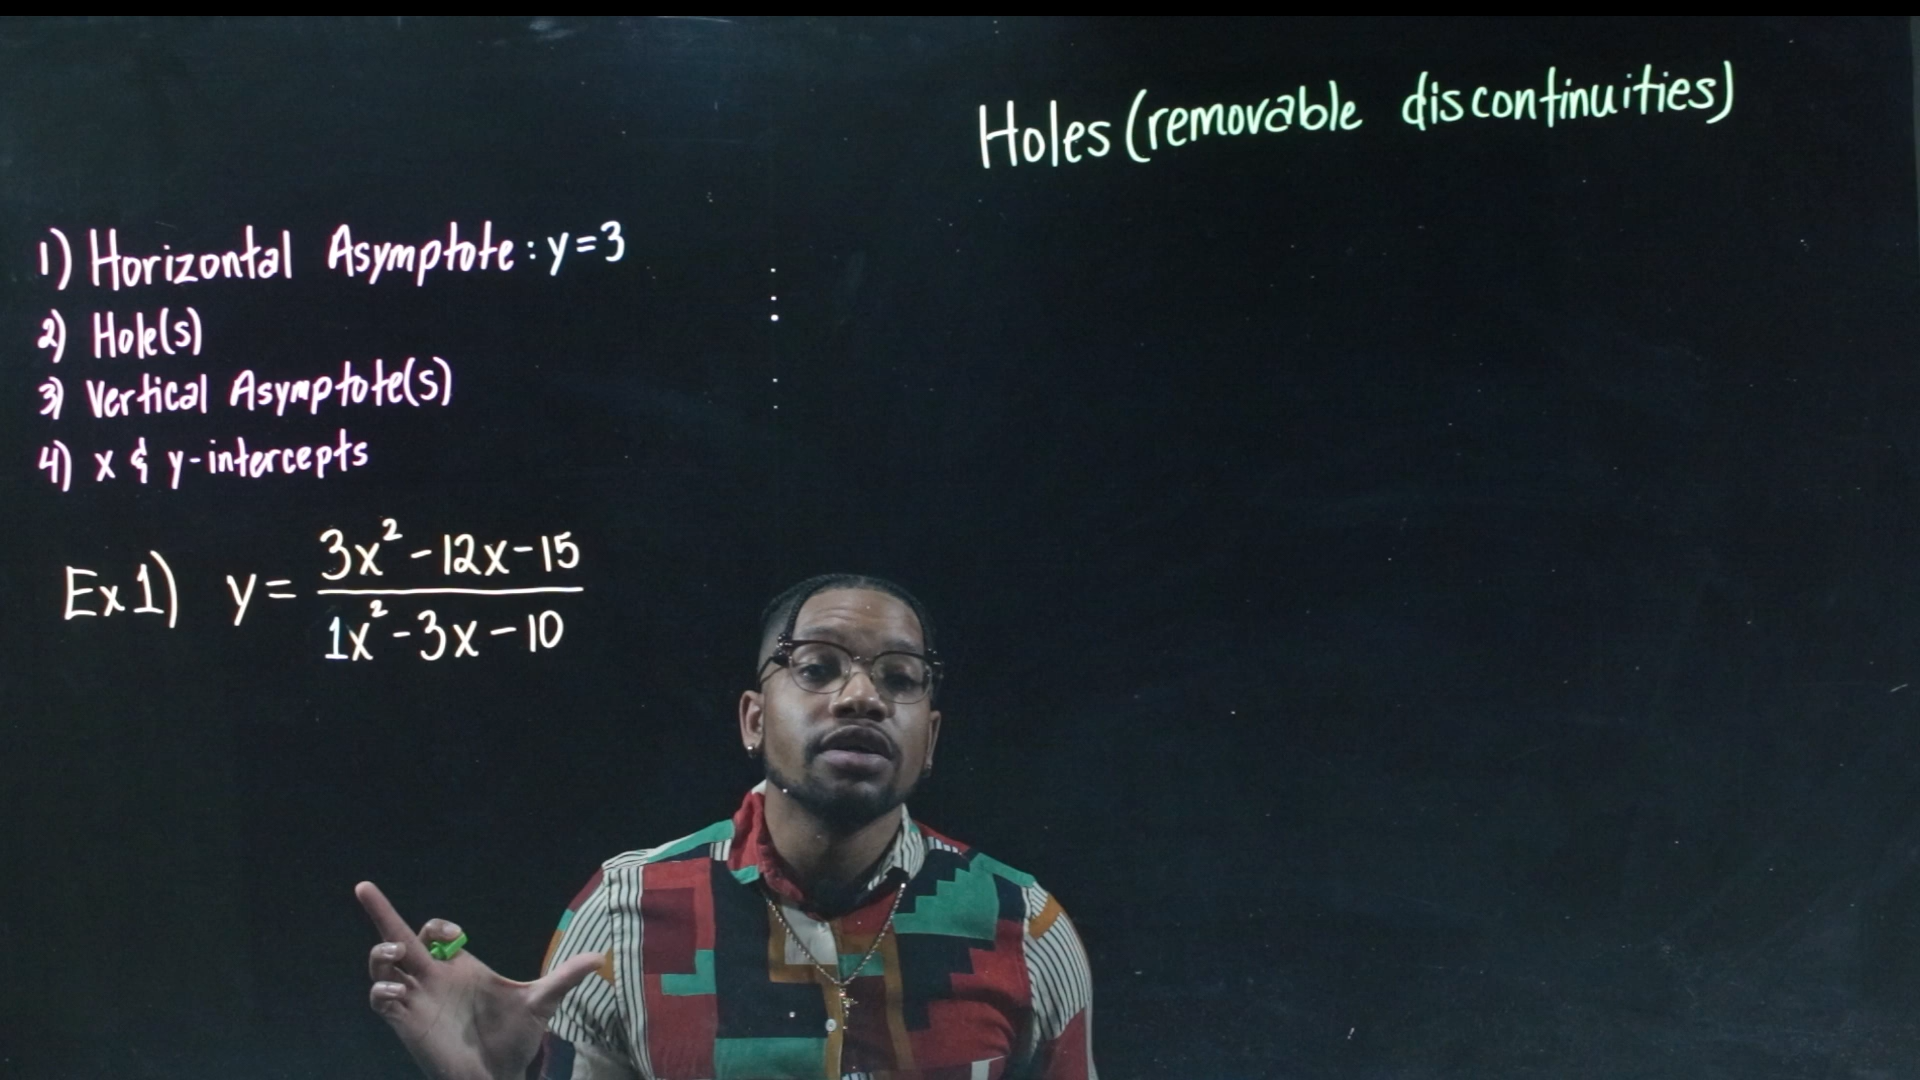 Holes (removable discontinuities)
1) Horizontal Asymptote: y=3
2) Hole(s)
3) Vertical Asymptote(s)
4) x & y-intercepts
Ex 1) y= 3x²-12x-15
1x²-3x-10